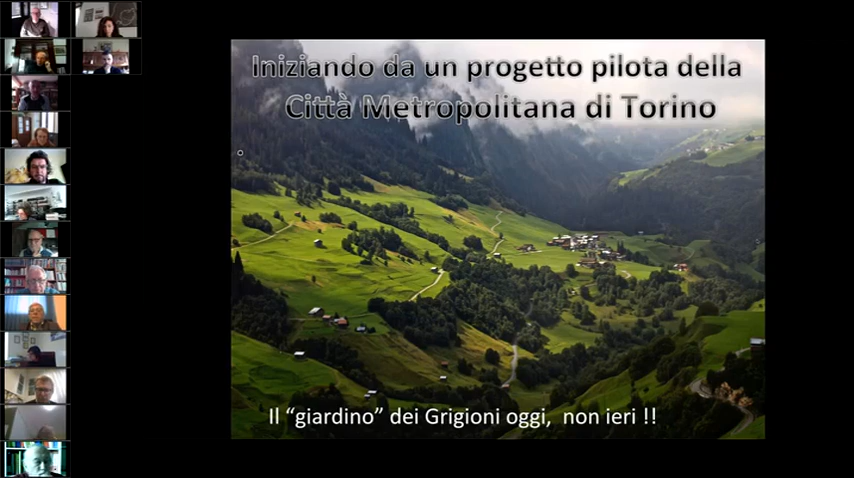 Iniziando da un progetto pilota della
Città Metropolitana di Torino
Il “giardino” dei Grigioni oggi, non ieri !!